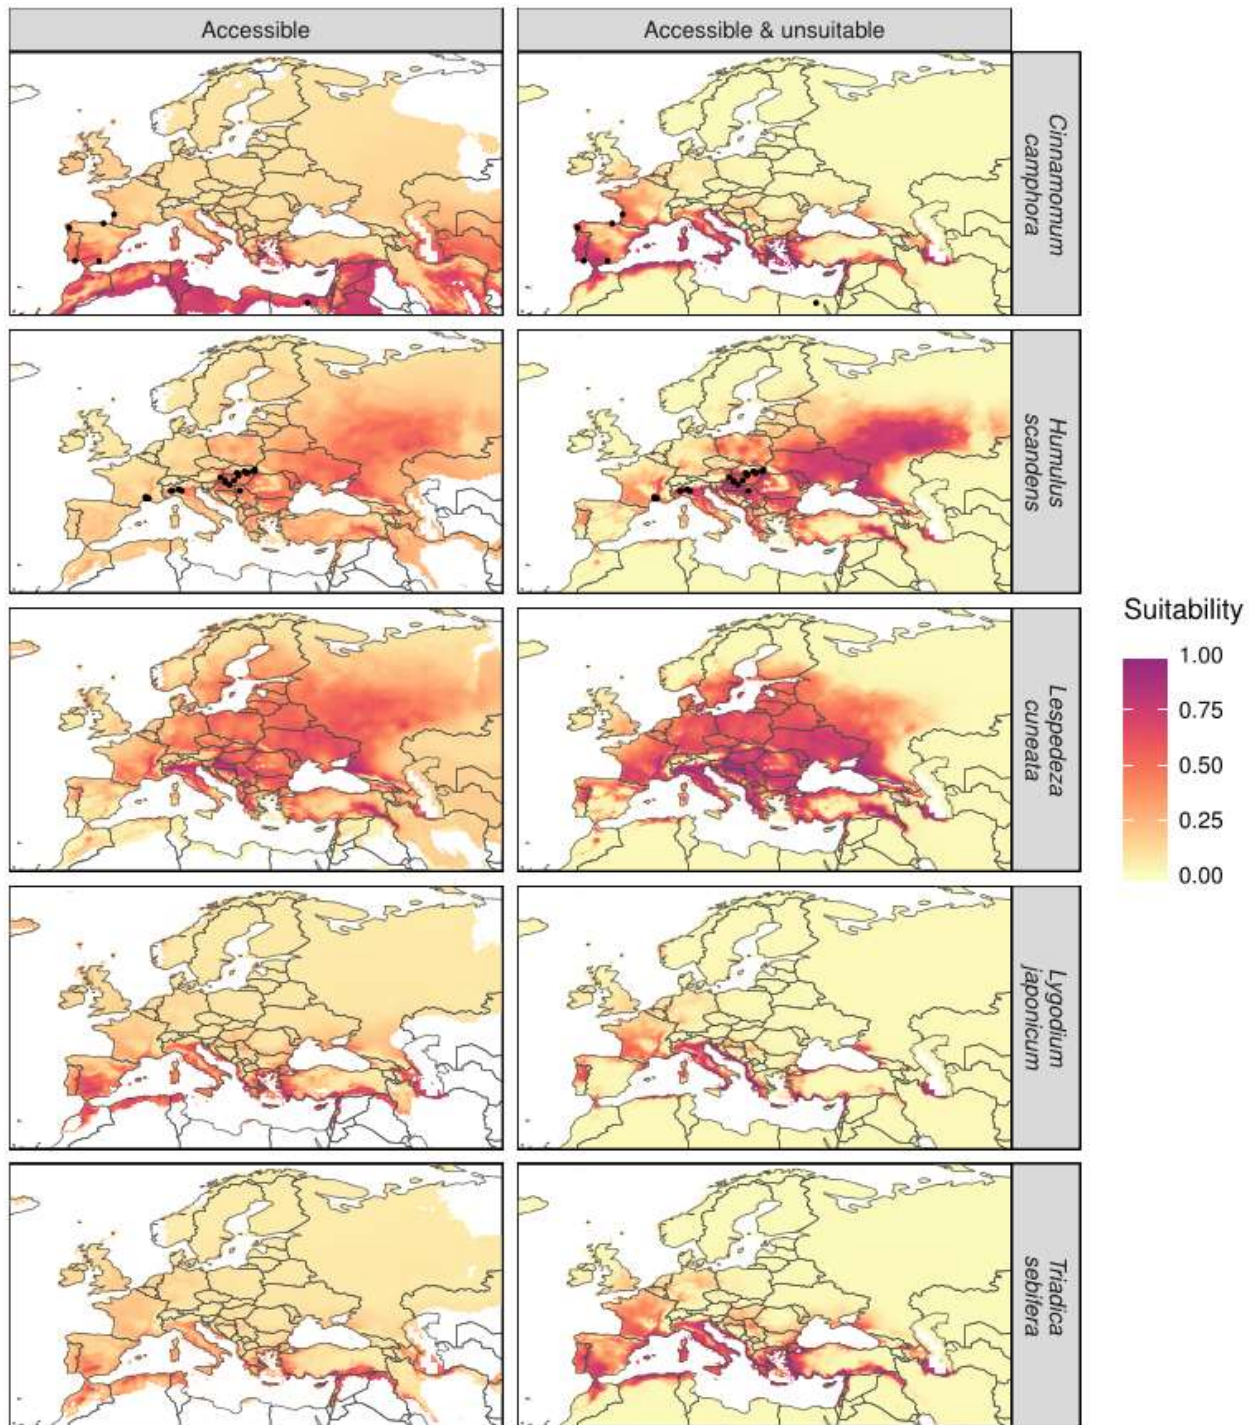 Accessible
Accessible & unsuitable
Cinnamomum
camphora
Humulus
scandens
Lespedeza
cuneata
Lygodium
japonicum
Triadica
sebifera
Suitability
1.00
0.75
0.50
0.25
0.00